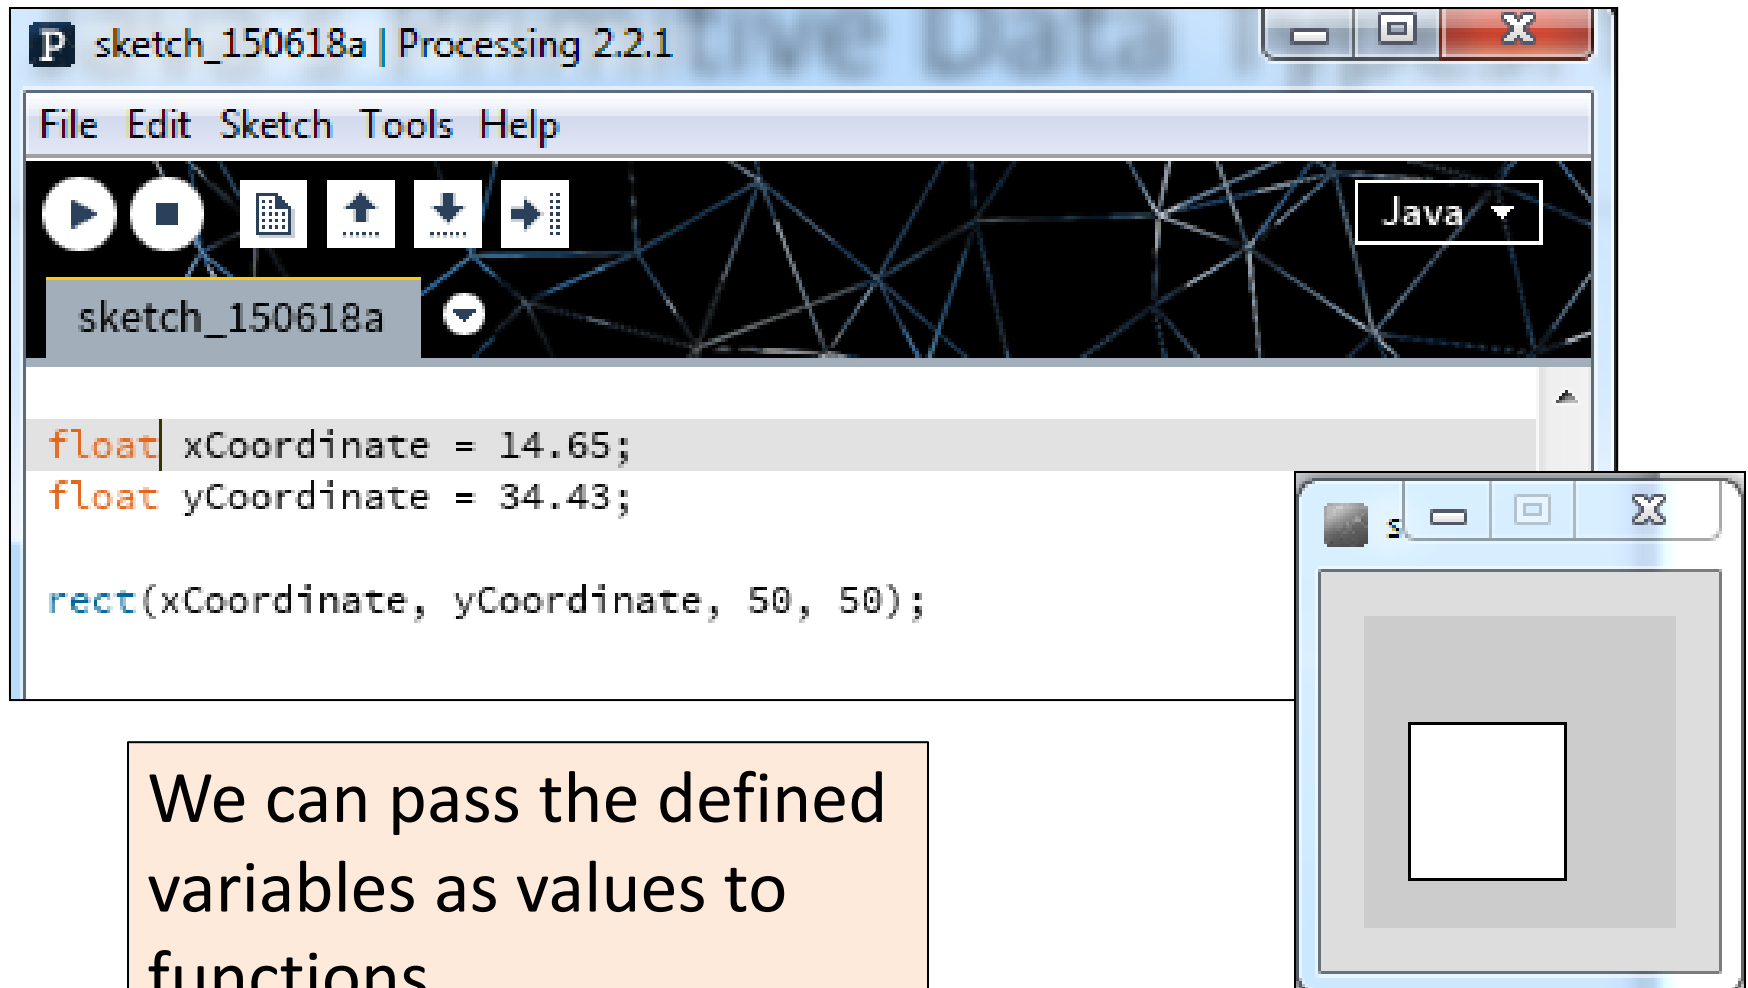 sketch_150618a | Processing 2.2.1
File Edit Sketch Tools Help
Java
sketch_150618a
float xCoordinate = 14.65;
float yCoordinate = 34.43;
rect(xCoordinate, yCoordinate, 50, 50);
s
We can pass the defined
variables as values to
functions